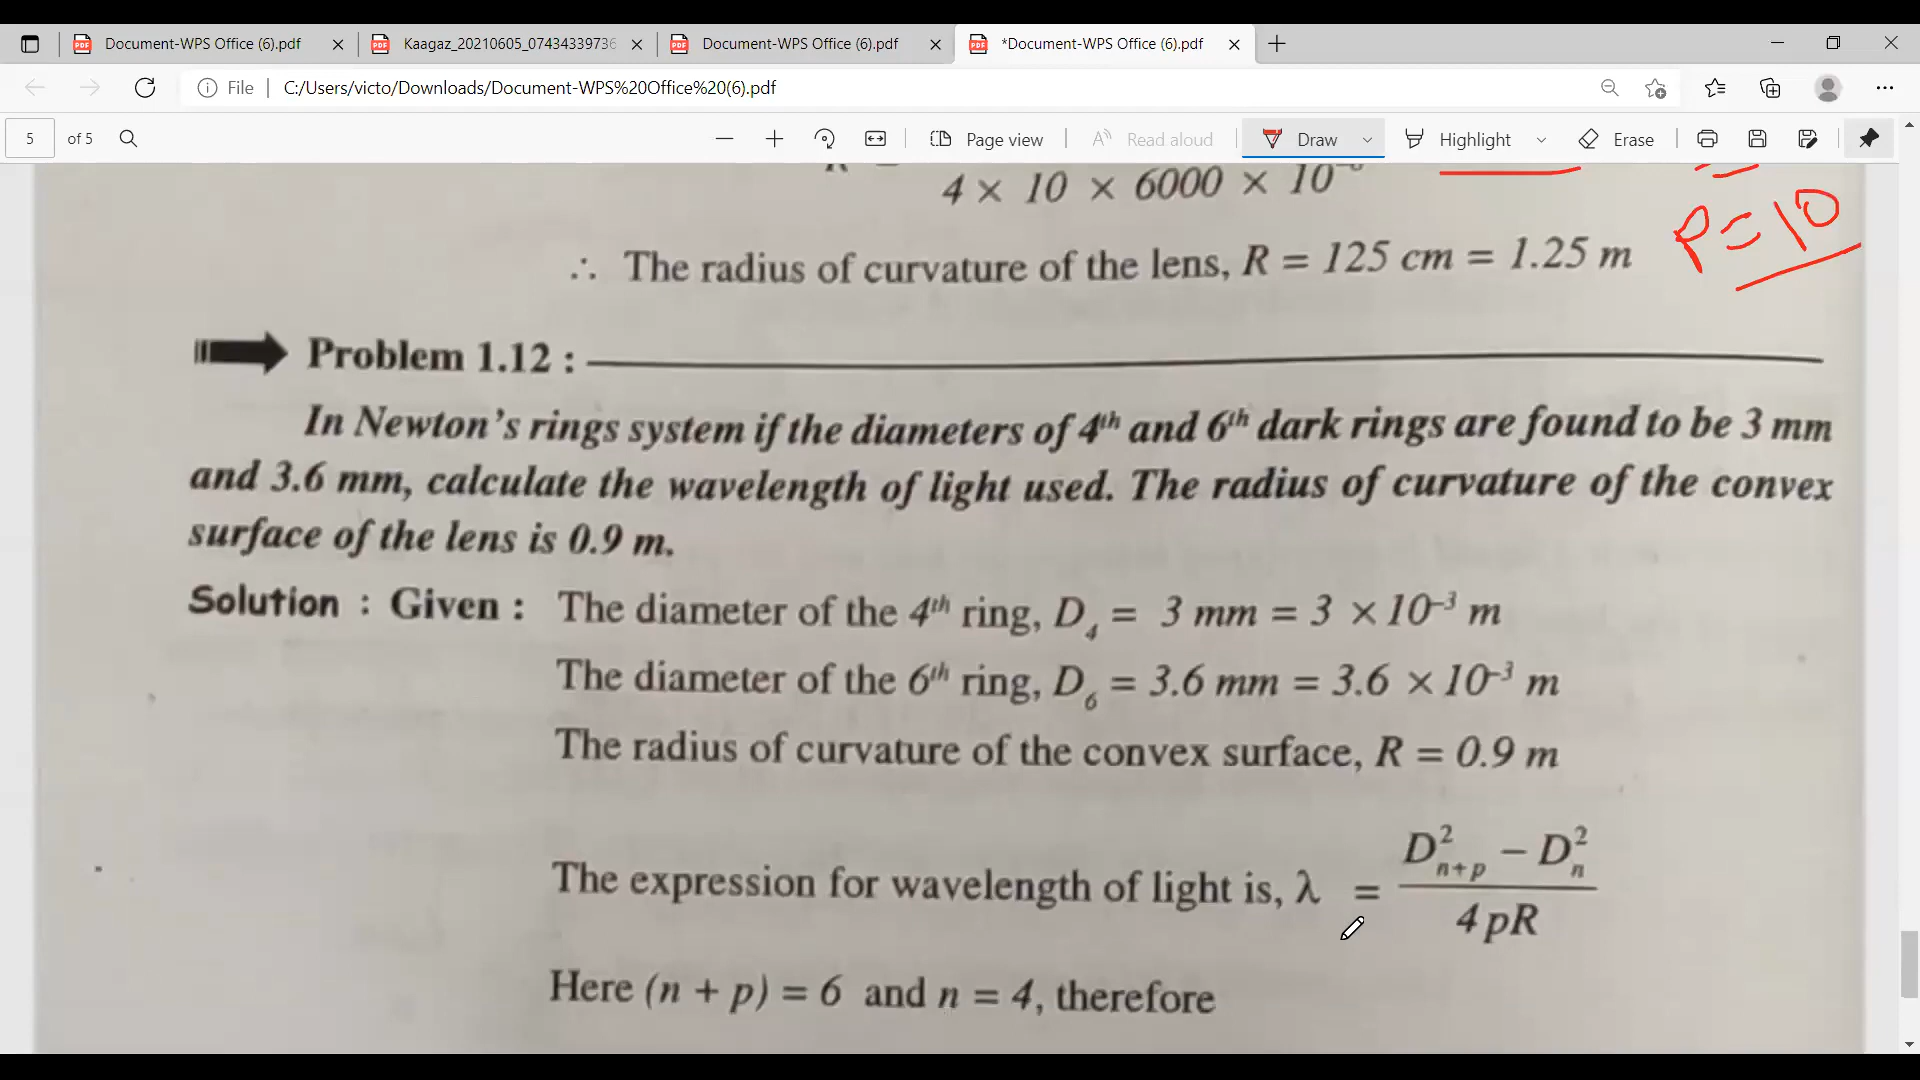 Document-WPS Office (6).pdf
Kaagaz_20210605_07434339736
Document-WPS Office (6).pdf
*Document-WPS Office (6).pdf
File
C:/Users/victo/Downloads/Document-WPS%20Office%20(6).pdf
5 of 5
Page view
Read aloud
Draw
Highlight
Erase
4 × 10 × 6000 × 10
P = 10
∴ The radius of curvature of the lens, R = 125 cm = 1.25 m
Problem 1.12 :
In Newton's rings system if the diameters of 4th and 6th dark rings are found to be 3 mm
and 3.6 mm, calculate the wavelength of light used. The radius of curvature of the convex
surface of the lens is 0.9 m.
Solution : Given : The diameter of the 4th ring, D4 = 3 mm = 3 × 10-3 m
The diameter of the 6th ring, D6 = 3.6 mm = 3.6 × 10-3 m
The radius of curvature of the convex surface, R = 0.9 m
The expression for wavelength of light is, λ = D2n+p − D2n
4 pR
Here (n + p) = 6 and n = 4, therefore